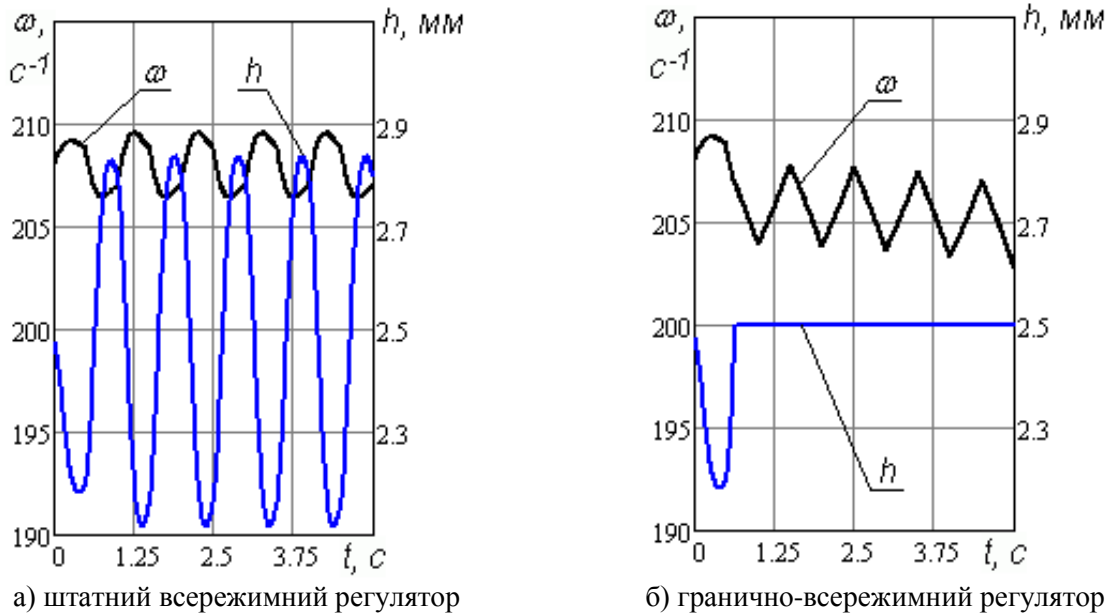 ω,
c⁻¹
h, мм
ω
h
210
205
200
195
190
2.9
2.7
2.5
2.3
0 1.25 2.5 3.75 t, c
а) штатний всережимний регулятор
ω,
c⁻¹
h, мм
ω
210
205
200
195
190
2.9
2.7
2.5
2.3
h
0 1.25 2.5 3.75 t, c
б) гранично-всережимний регулятор